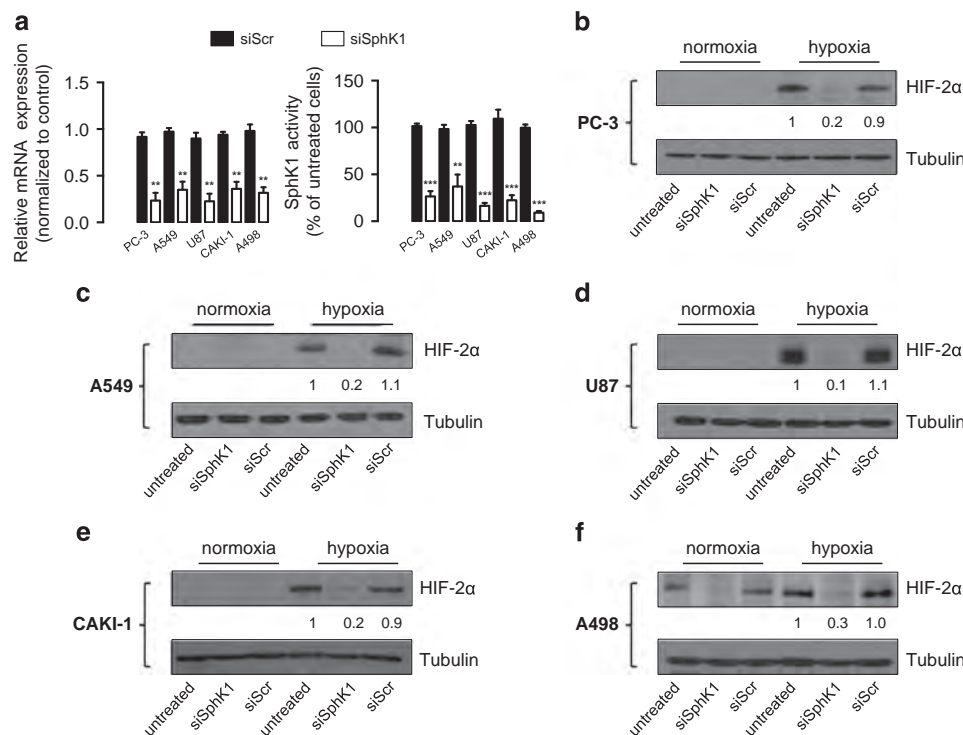 a
siScr
siSphK1
Relative mRNA expression
(normalized to control)
1.5
1.0
0.5
0.0
**
**
**
**
**
PC-3
A549
U87
CAKI-1
A498
SphK1 activity
(% of untreated cells)
150
100
50
0
***
**
***
***
***
PC-3
A549
U87
CAKI-1
A498
b
normoxia
hypoxia
HIF-2α
PC-3
1 0.2 0.9
Tubulin
untreated
siSphK1
siScr
untreated
siSphK1
siScr
c
normoxia
hypoxia
HIF-2α
A549
1 0.2 1.1
Tubulin
untreated
siSphK1
siScr
untreated
siSphK1
siScr
d
normoxia
hypoxia
HIF-2α
U87
1 0.1 1.1
Tubulin
untreated
siSphK1
siScr
untreated
siSphK1
siScr
e
normoxia
hypoxia
HIF-2α
CAKI-1
1 0.2 0.9
Tubulin
untreated
siSphK1
siScr
untreated
siSphK1
siScr
f
normoxia
hypoxia
HIF-2α
A498
1 0.3 1.0
Tubulin
untreated
siSphK1
siScr
untreated
siSphK1
siScr